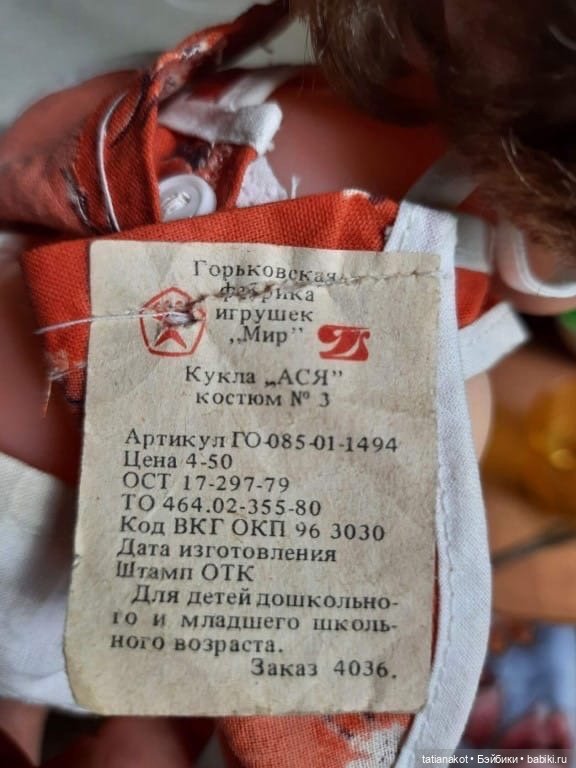 Горьковская
фабрика
игрушек
„Мир”
Кукла „АСЯ”
костюм № 3
Артикул ГО-085-01-1494
Цена 4-50
ОСТ 17-297-79
ТО 464.02-355-80
Код ВКГ ОКП 96 3030
Дата изготовления
Штамп ОТК
Для детей дошкольно-
го и младшего школь-
ного возраста.
Заказ 4036.
tatianakot • Бэйбики • babiki.ru